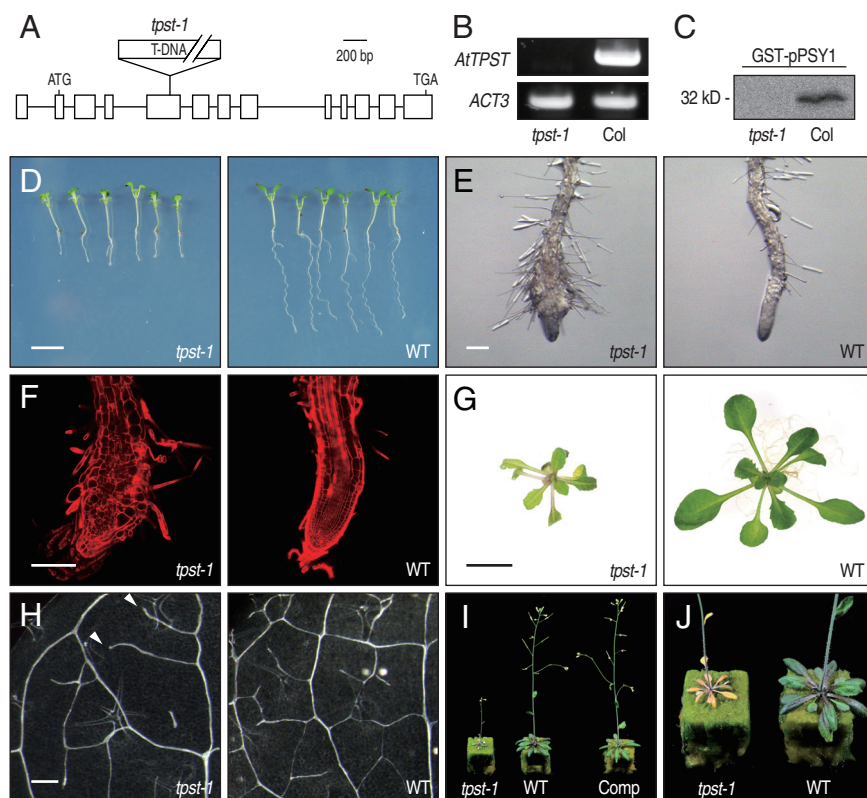 A
tpst-1
T-DNA
200 bp
ATG
TGA
B
AtTPST
ACT3
tpst-1 Col
C
GST-pPSY1
32 kD -
tpst-1 Col
D
tpst-1
WT
E
tpst-1
WT
F
tpst-1
WT
G
tpst-1
WT
H
tpst-1
WT
I
tpst-1 WT Comp
J
tpst-1 WT